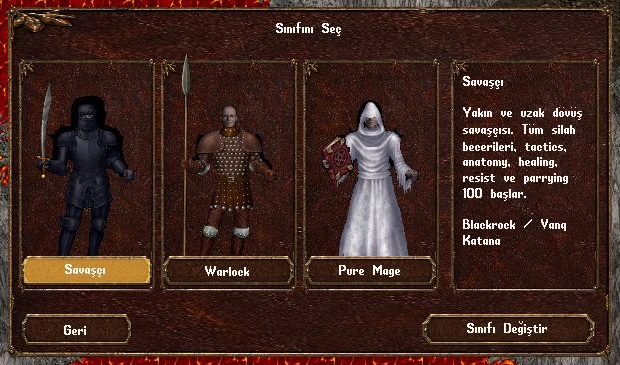 Sınıfını Seç
Savaşçı
Warlock
Pure Mage
Savaşçı
Yakın ve uzak dövüş
savaşçısı. Tüm silah
becerileri, tactics,
anatomy, healing,
resist ve parrying
100 başlar.
Blackrock / Vanq
Katana
Geri
Sınıfı Değiştir